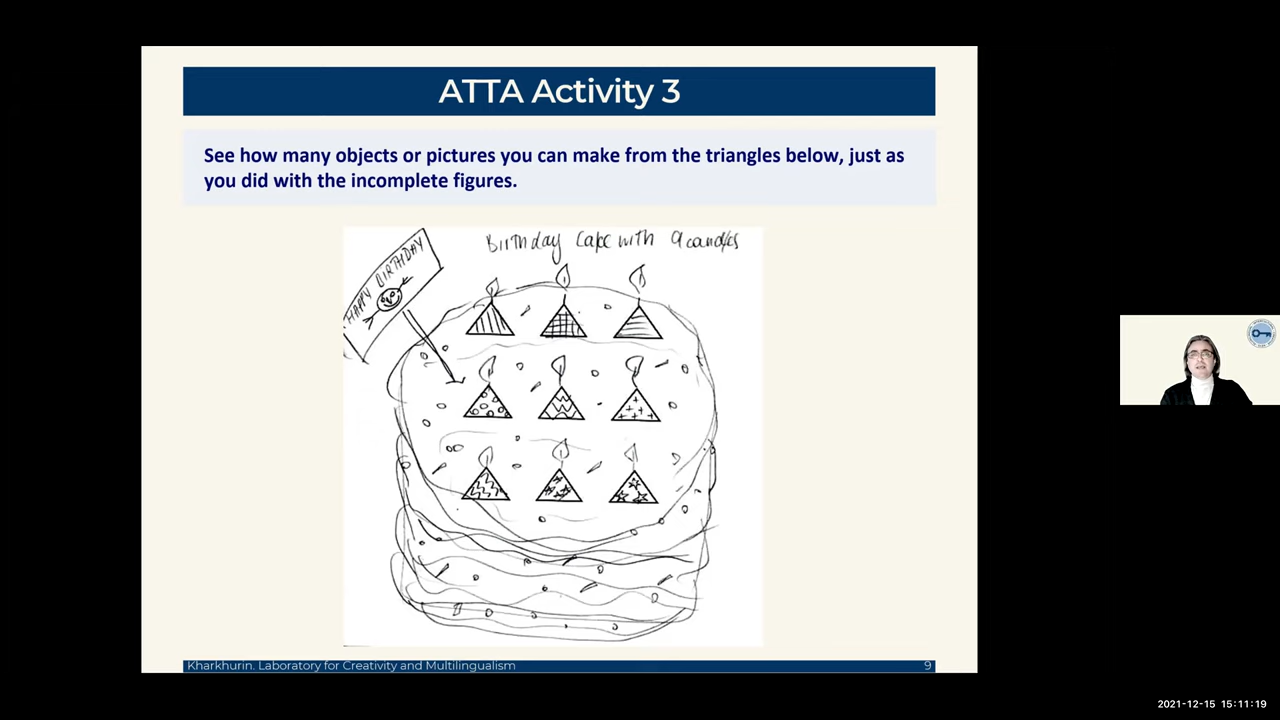 ATTA Activity 3
See how many objects or pictures you can make from the triangles below, just as
you did with the incomplete figures.
Birthday Cake with 9 candles
HAPPY BIRTHDAY
Kharkhurin. Laboratory for Creativity and Multilingualism
9
2021-12-15 15:11:19